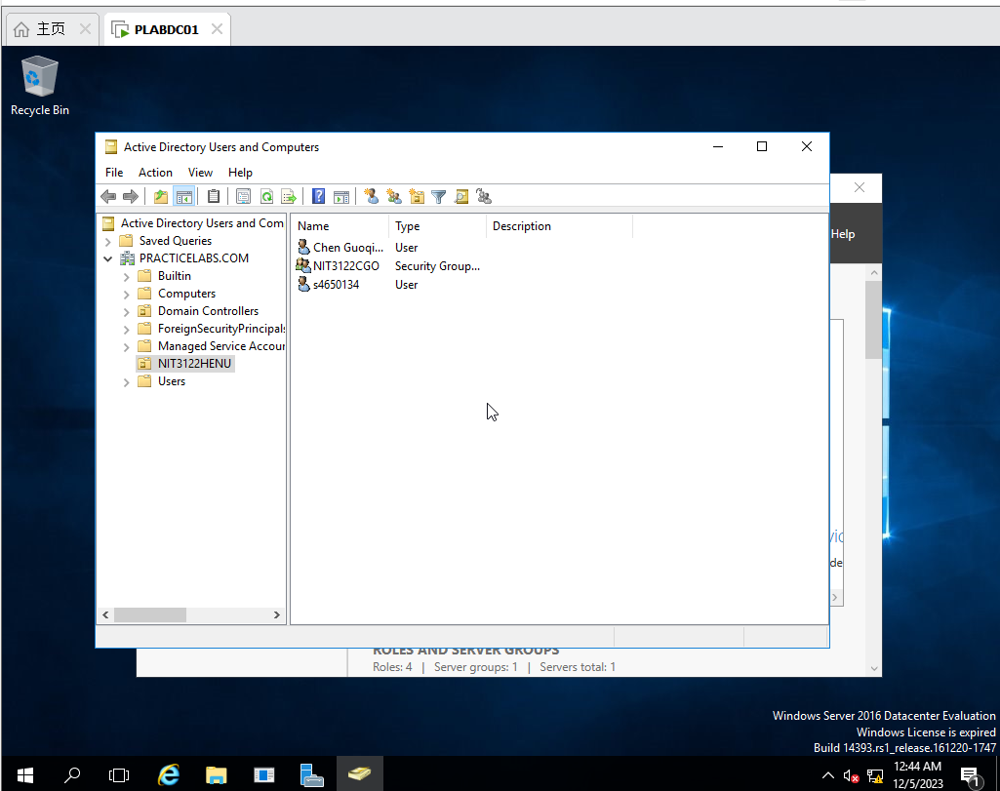 主页
PLABDC01
Recycle Bin
Active Directory Users and Computers
File Action View Help
Active Directory Users and Com
Saved Queries
PRACTICELABS.COM
Builtin
Computers
Domain Controllers
ForeignSecurityPrincipals
Managed Service Accour
NIT3122HENU
Users
Name Type Description
Chen Guoqi... User
NIT3122CGO Security Group...
s4650134 User
Help
de
ROLES AND SERVER GROUPS
Roles: 4 | Server groups: 1 | Servers total: 1
Windows Server 2016 Datacenter Evaluation
Windows License is expired
Build 14393.rs1_release.161220-1747
12:44 AM
12/5/2023
1